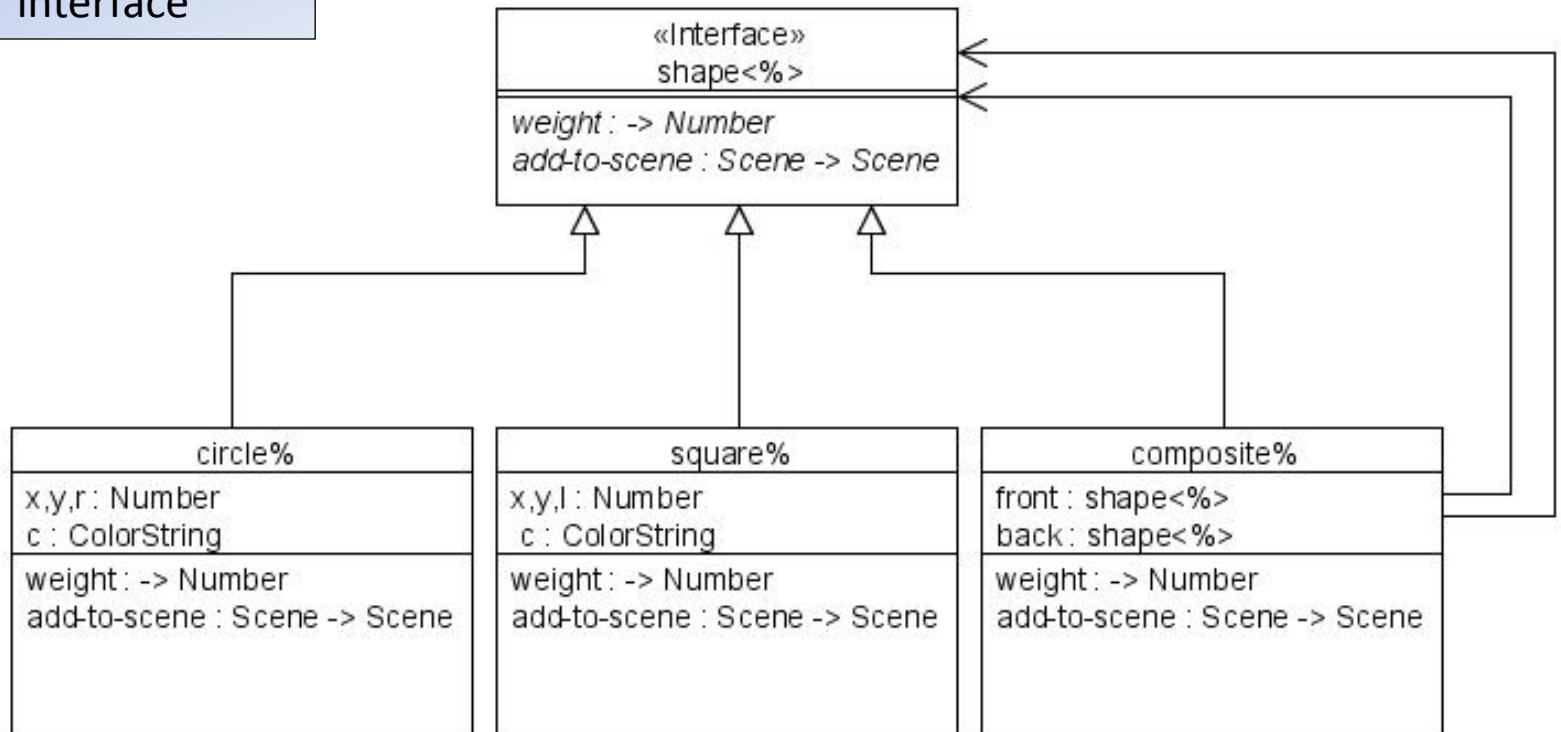 interface
«Interface»
shape<%>
weight : -> Number
add-to-scene : Scene -> Scene
circle%
x,y,r : Number
c : ColorString
weight : -> Number
add-to-scene : Scene -> Scene
square%
x,y,l : Number
c : ColorString
weight : -> Number
add-to-scene : Scene -> Scene
composite%
front : shape<%>
back : shape<%>
weight : -> Number
add-to-scene : Scene -> Scene